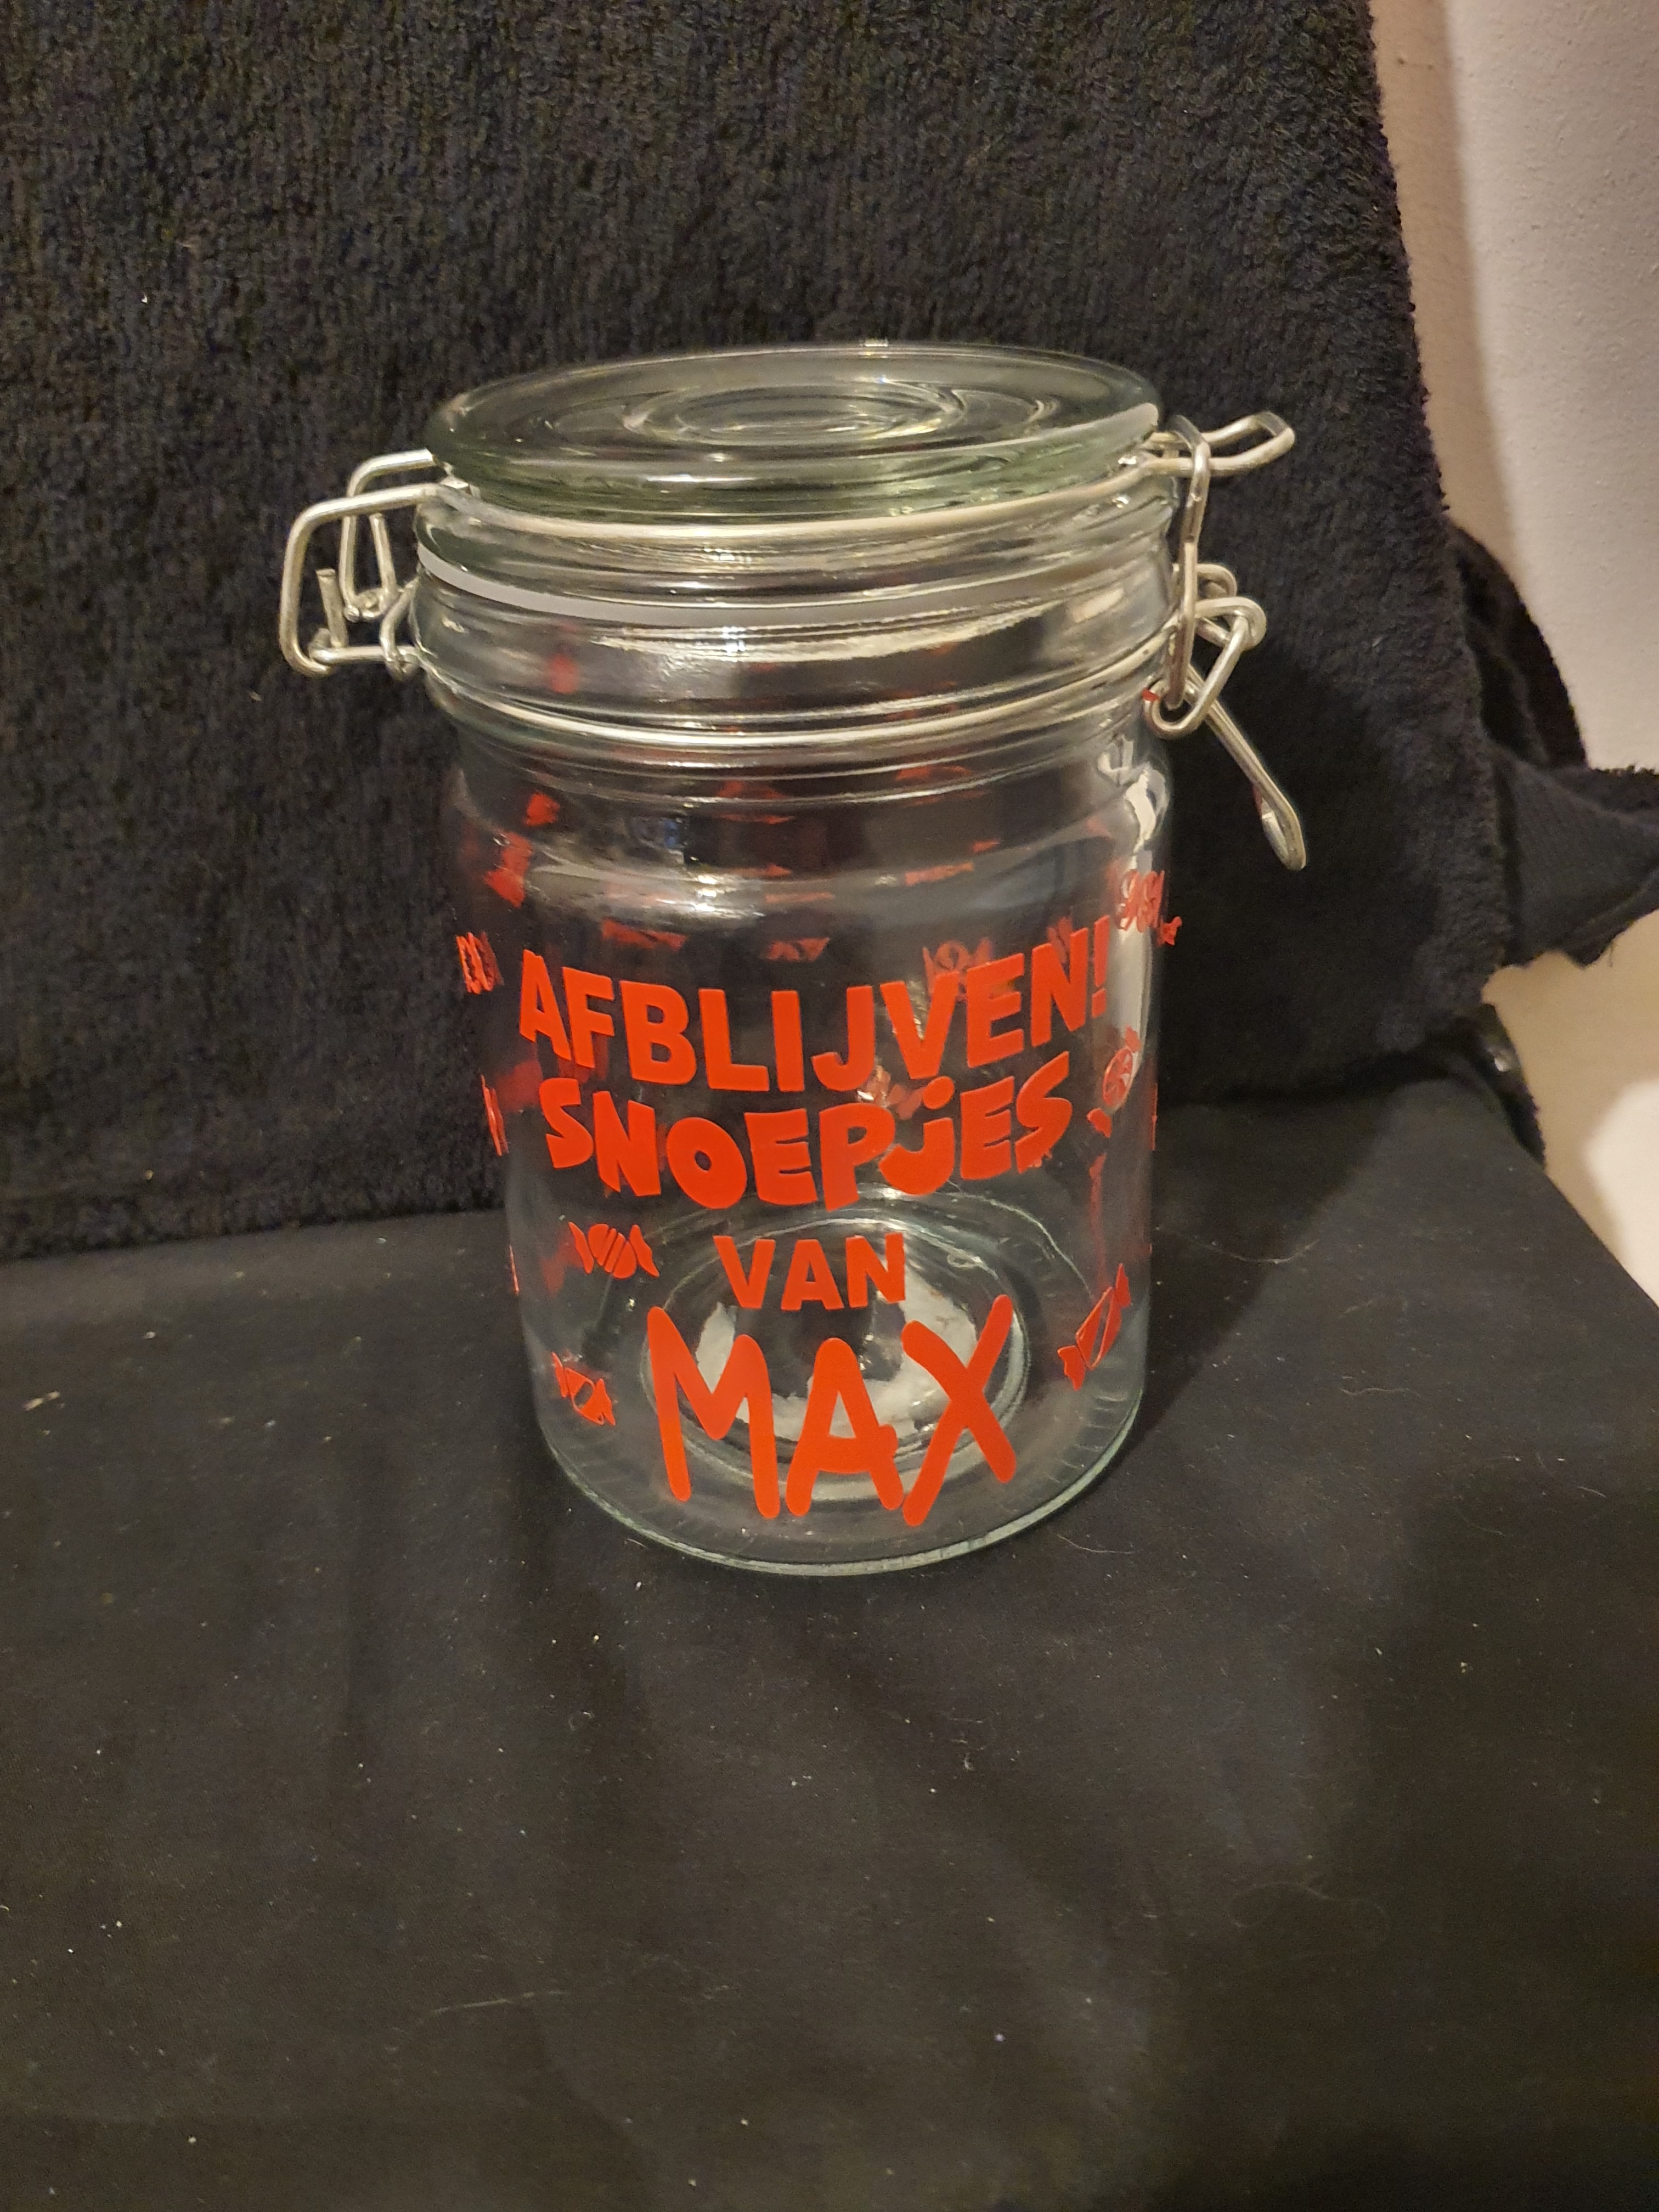 AFBLIJVEN!
SNOEPjES
VAN
MAX